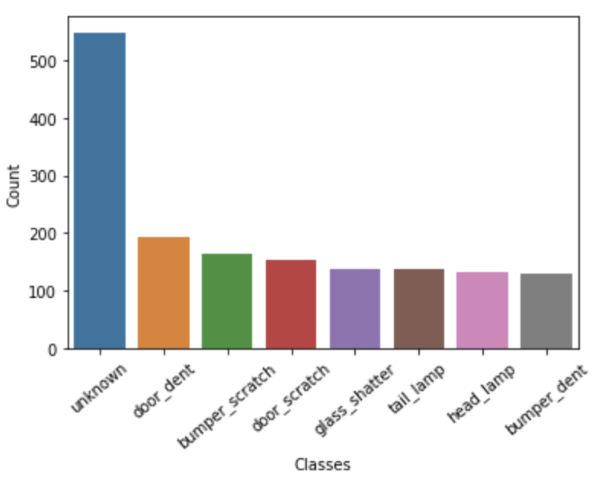 500
400
300
200
100
0
Count
unknown
door_dent
bumper_scratch
door_scratch
glass_shatter
tail_lamp
head_lamp
bumper_dent
Classes